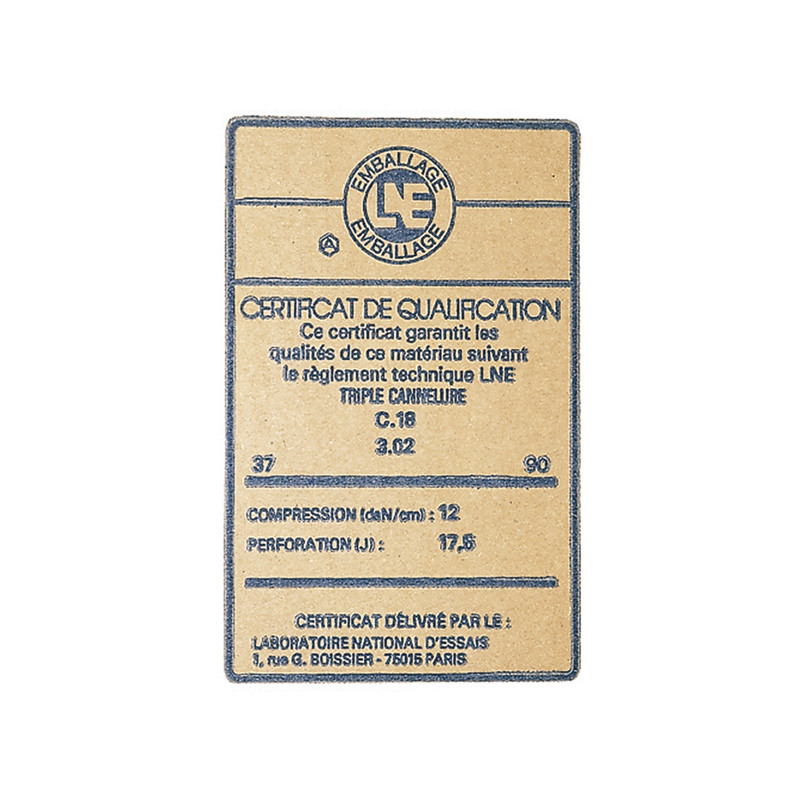 EMBALLAGE
LNE
EMBALLAGE
A
CERTIFICAT DE QUALIFICATION
Ce certificat garantit les
qualités de ce matériau suivant
le règlement technique LNE
TRIPLE CANNELURE
C.18
3.02
37 90
COMPRESSION (daN/cm) : 12
PERFORATION (J) : 17,5
CERTIFICAT DÉLIVRÉ PAR LE :
LABORATOIRE NATIONAL D'ESSAIS
1, rue G. BOISSIER - 75015 PARIS